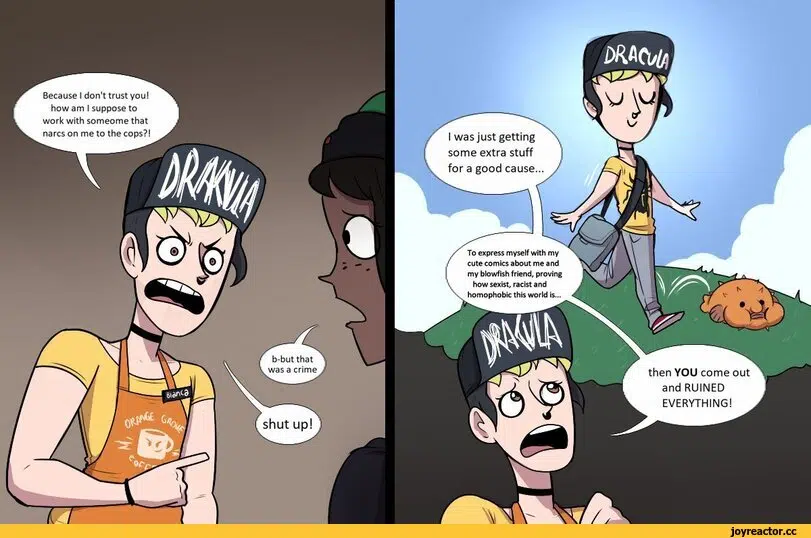 Because I don't trust you!
how am I suppose to
work with someome that
narcs on me to the cops?!
DRAKULA
b-but that
was a crime
shut up!
Bianca
ORANGE GROVE
COFFE
DRACULA
I was just getting
some extra stuff
for a good cause...
To express myself with my
cute comics about me and
my blowfish friend, proving
how sexist, racist and
homophobic this world is...
DRACULA
then YOU come out
and RUINED
EVERYTHING!
joyreactor.cc